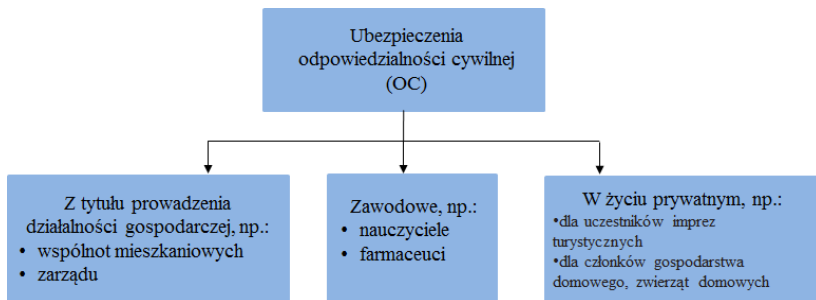 Ubezpieczenia
odpowiedzialności cywilnej
(OC)
Z tytułu prowadzenia
działalności gospodarczej, np.:
• wspólnot mieszkaniowych
• zarządu
Zawodowe, np.:
• nauczyciele
• farmaceuci
W życiu prywatnym, np.:
•dla uczestników imprez
turystycznych
•dla członków gospodarstwa
domowego, zwierząt domowych